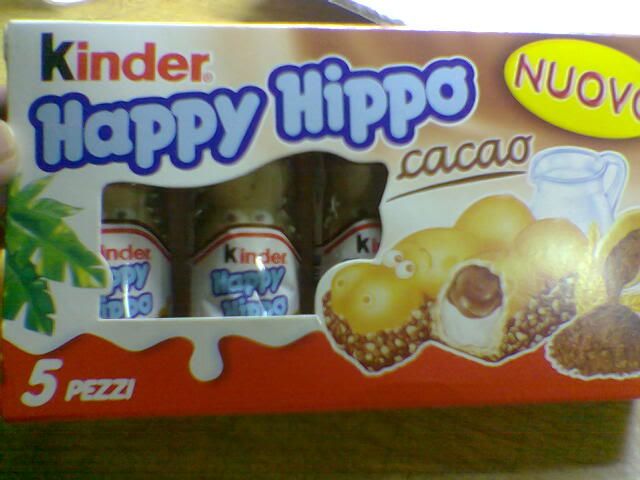 kinder
Happy Hippo
cacao
NUOVO
kinder
Happy
Hippo
kinder
Happy
Hippo
5 PEZZI